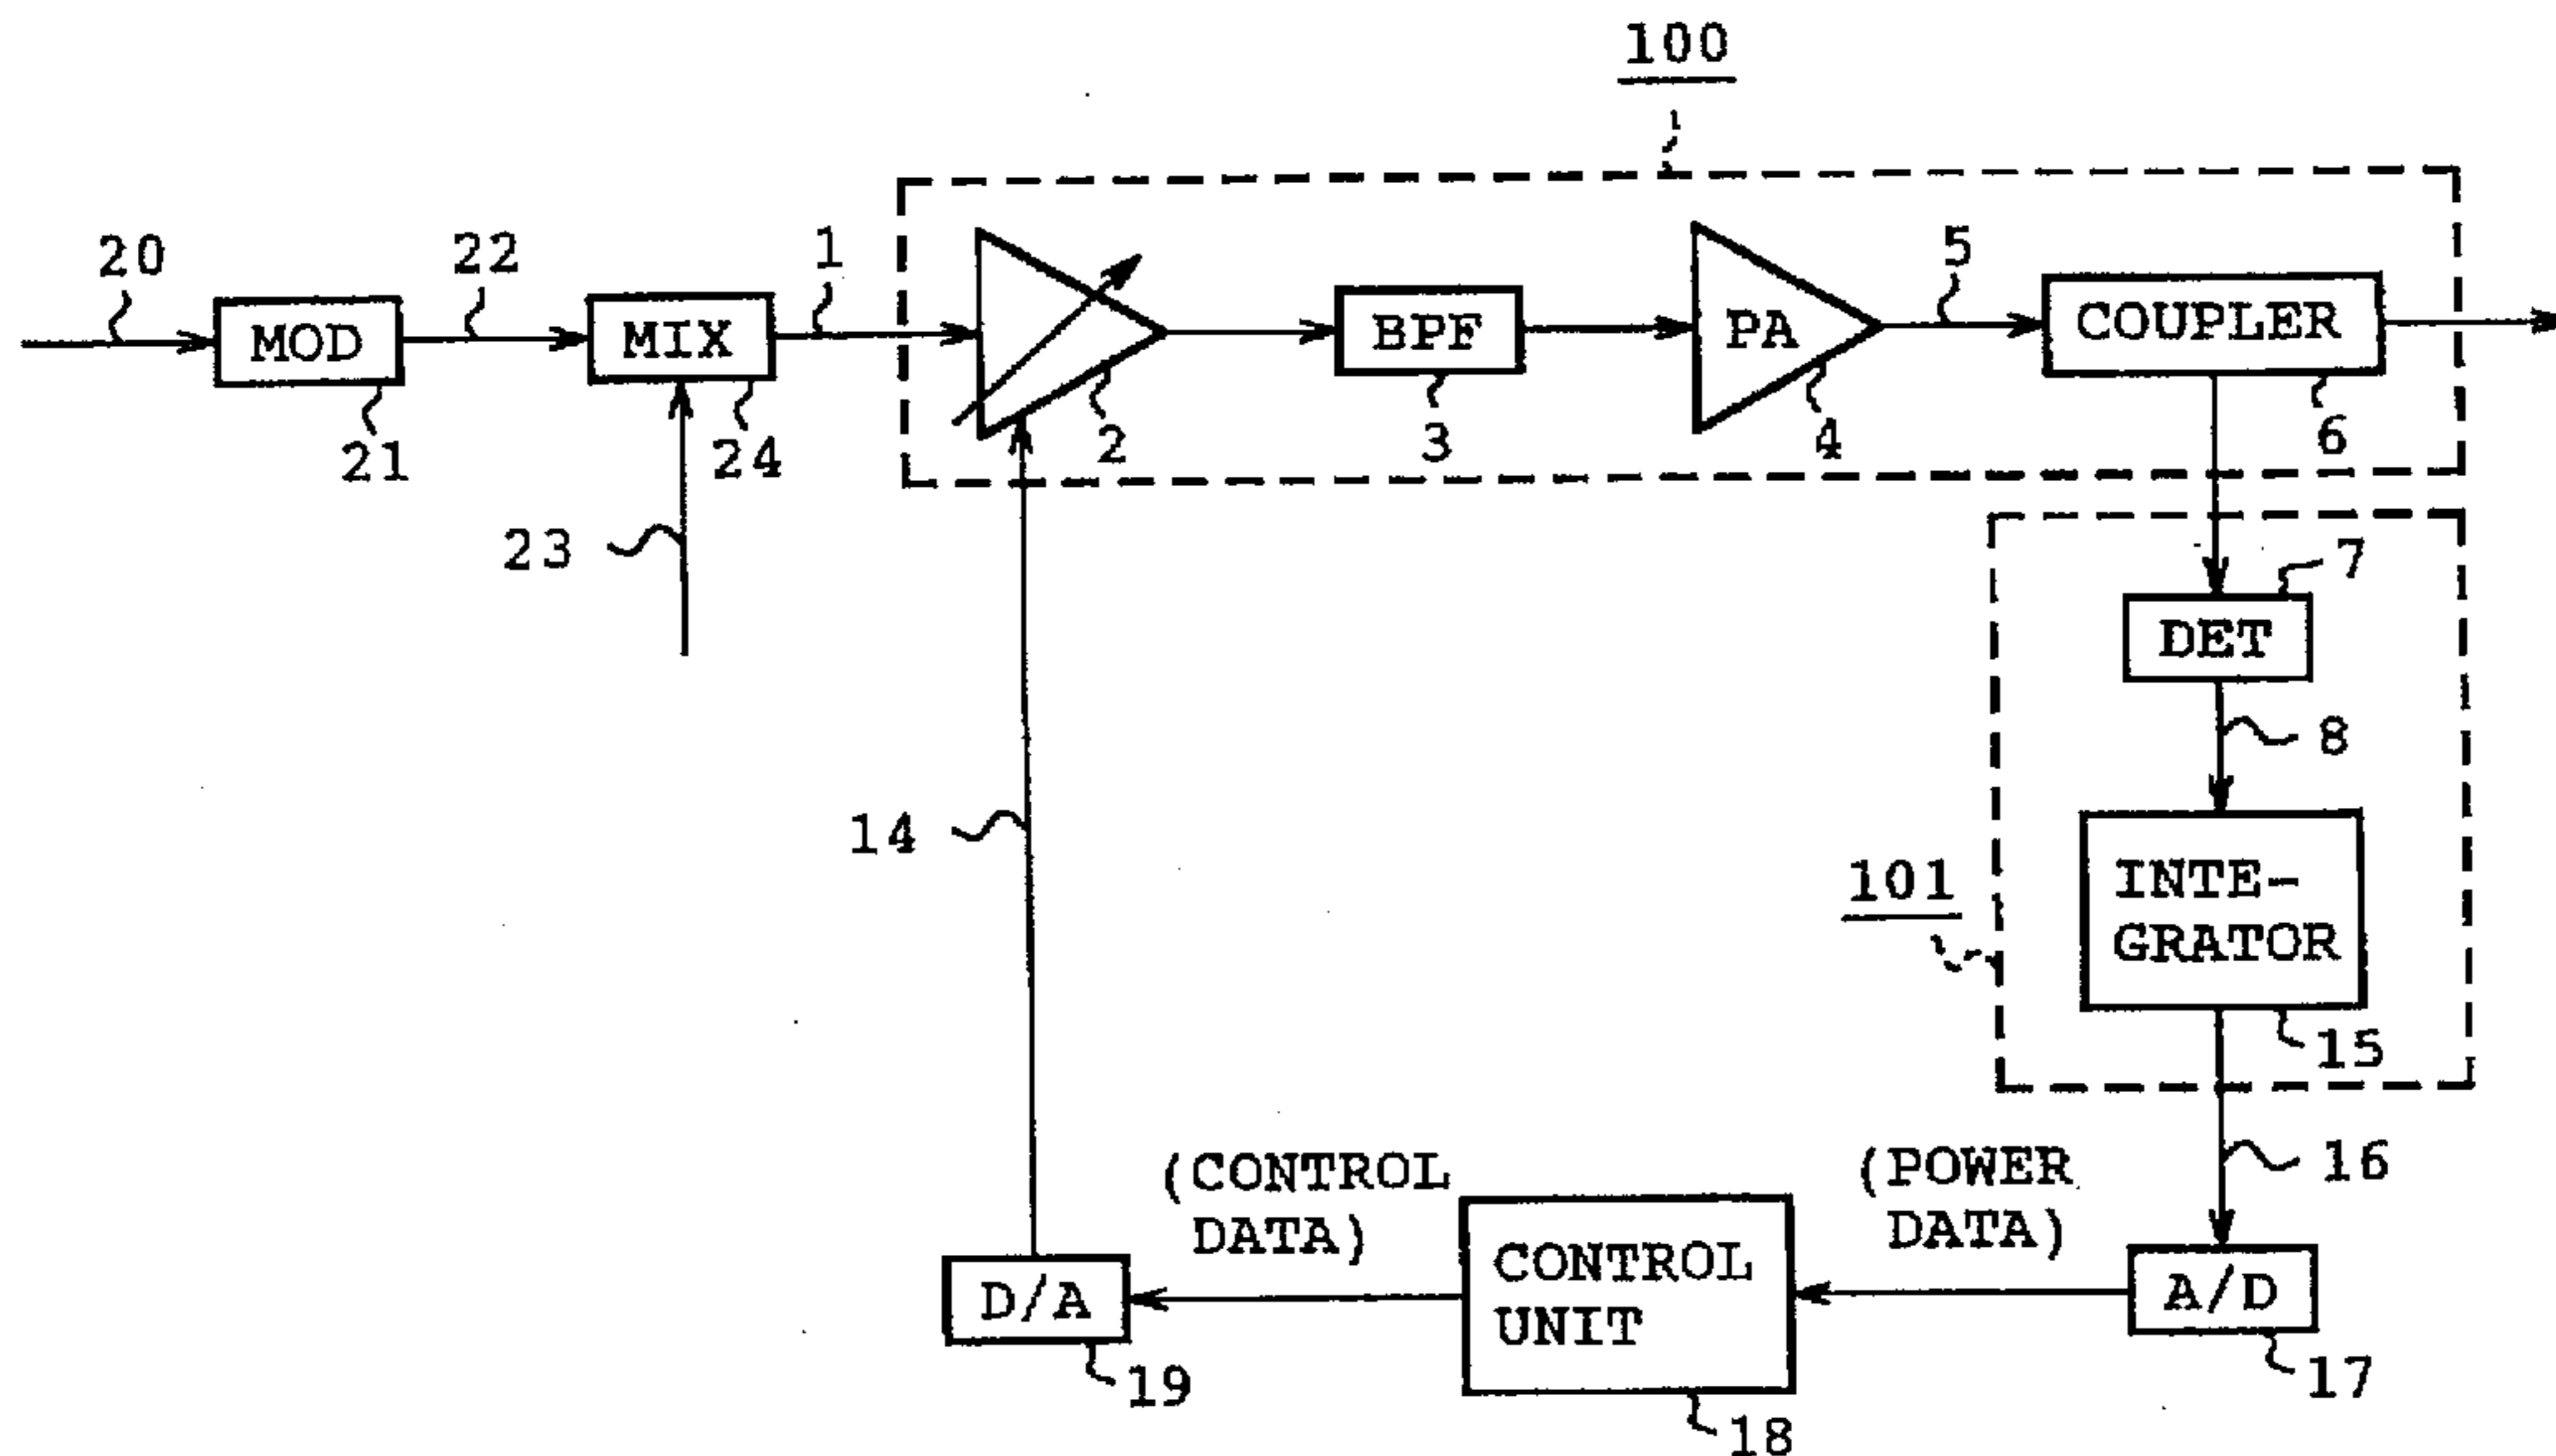 100
20
22
1
5
MOD
MIX
BPF
PA
COUPLER
21
24
2
3
4
6
23
7
DET
8
14
INTE-
GRATOR
101
15
16
(CONTROL
DATA)
(POWER
DATA)
D/A
CONTROL
UNIT
A/D
19
18
17